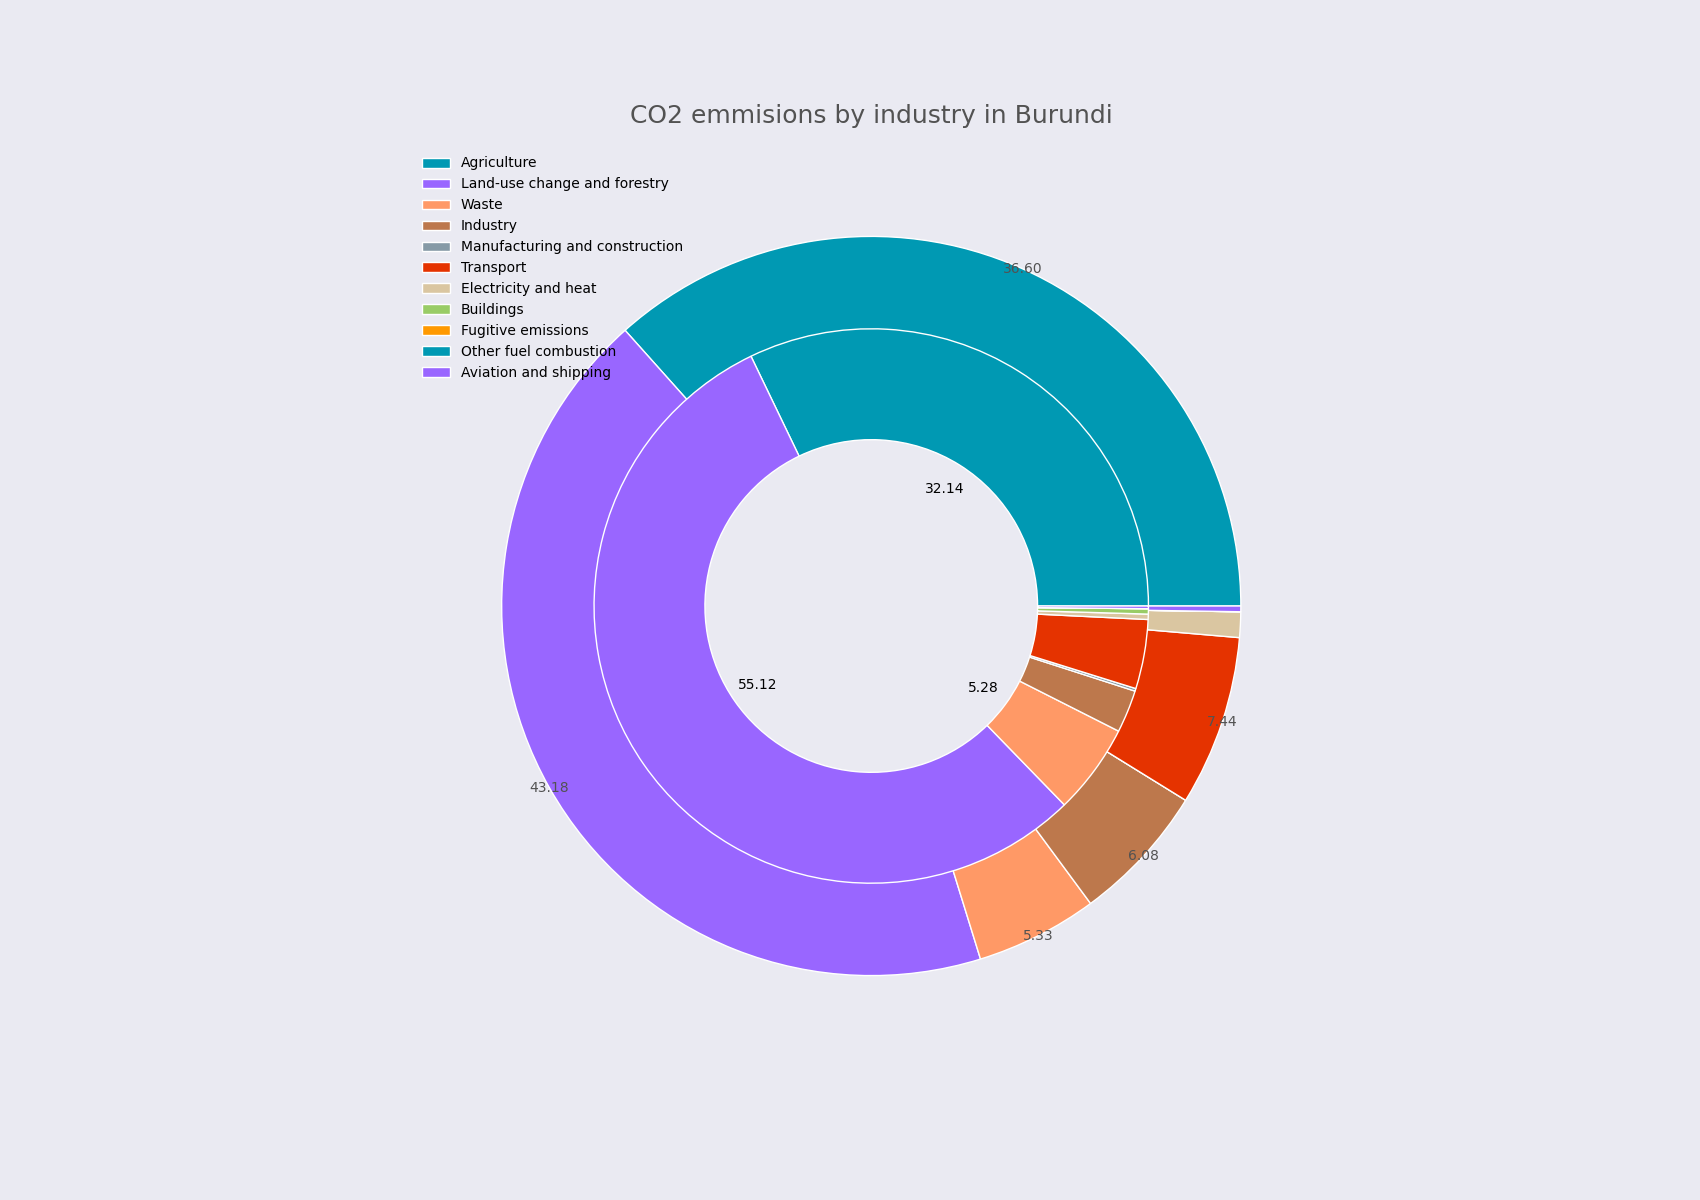 CO2 emmisions by industry in Burundi
Agriculture
Land-use change and forestry
Waste
Industry
Manufacturing and construction
Transport
Electricity and heat
Buildings
Fugitive emissions
Other fuel combustion
Aviation and shipping
36.60
32.14
55.12
5.28
7.44
43.18
6.08
5.33